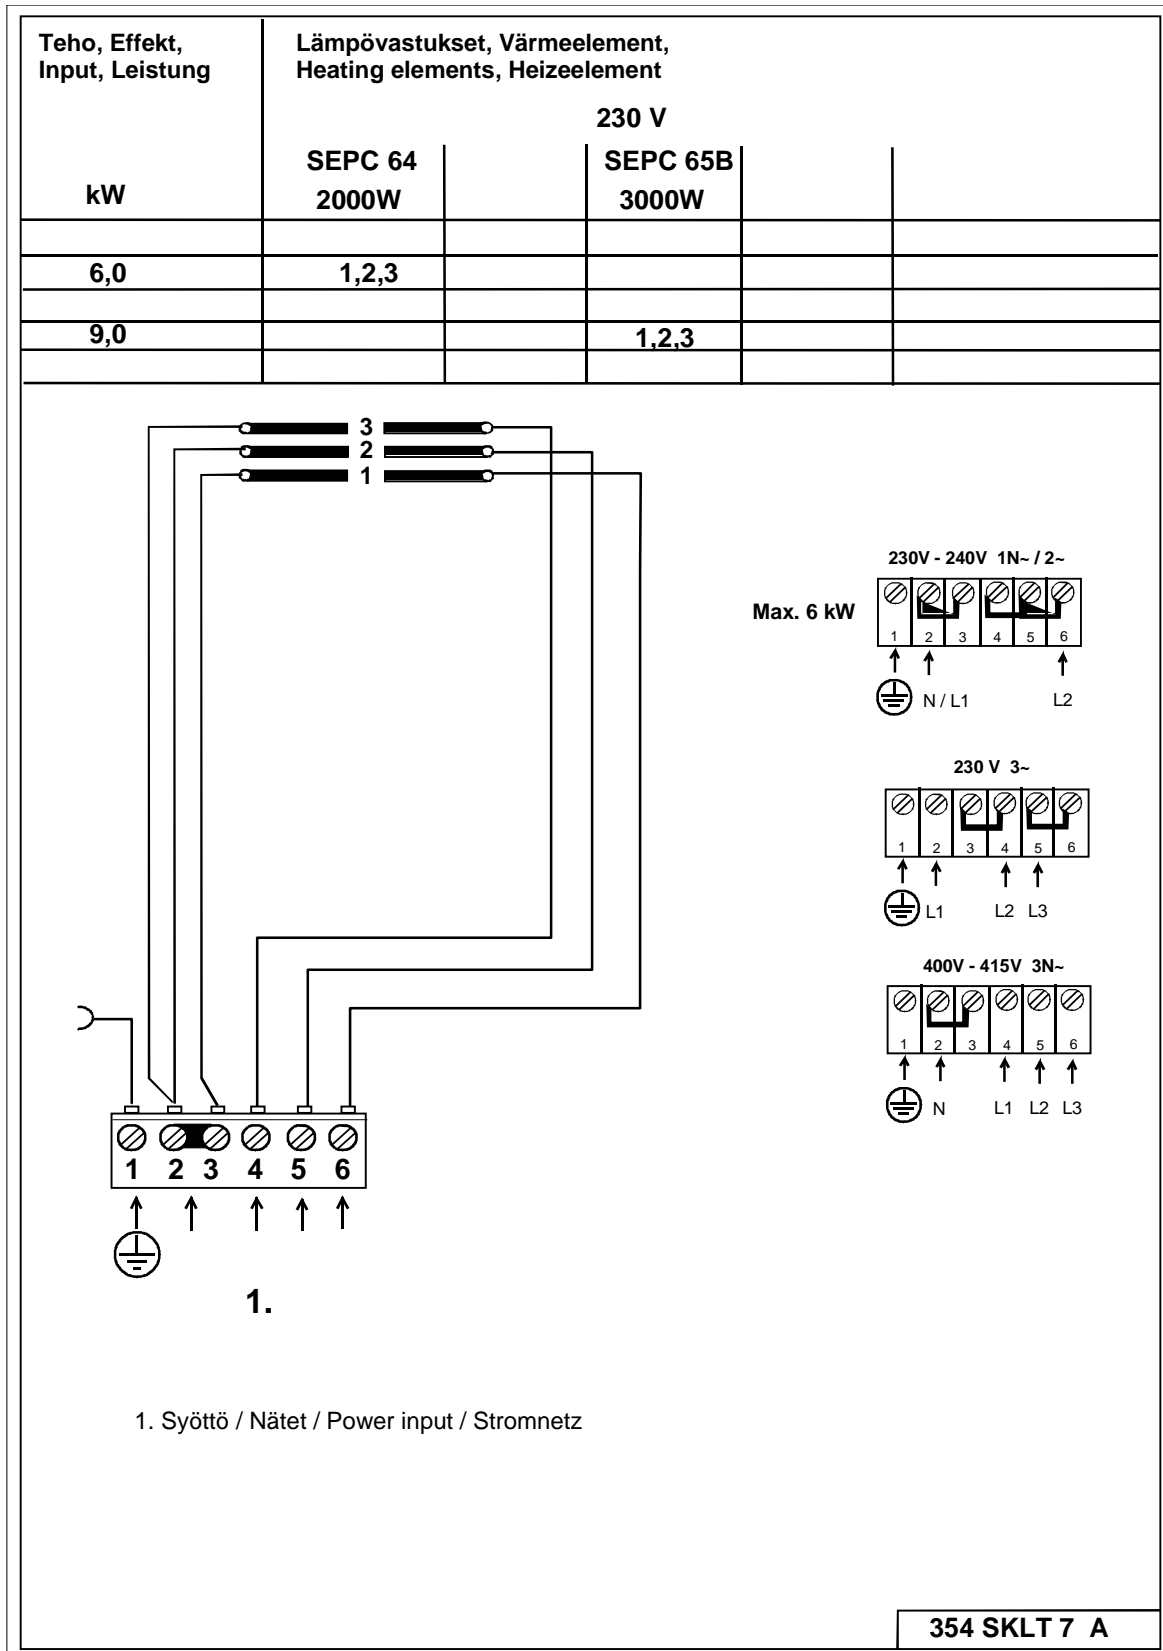 Teho, Effekt,
Input, Leistung
Lämpövastukset, Värmeelement,
Heating elements, Heizeelement
230 V
SEPC 64 SEPC 65B
kW 2000W 3000W
6,0 1,2,3
9,0 1,2,3
3
2
1
230V - 240V 1N~ / 2~
Max. 6 kW
1 2 3 4 5 6
N / L1 L2
230 V 3~
1 2 3 4 5 6
L1 L2 L3
400V - 415V 3N~
1 2 3 4 5 6
N L1 L2 L3
1 2 3 4 5 6
1.
1. Syöttö / Nätet / Power input / Stromnetz
354 SKLT 7 A